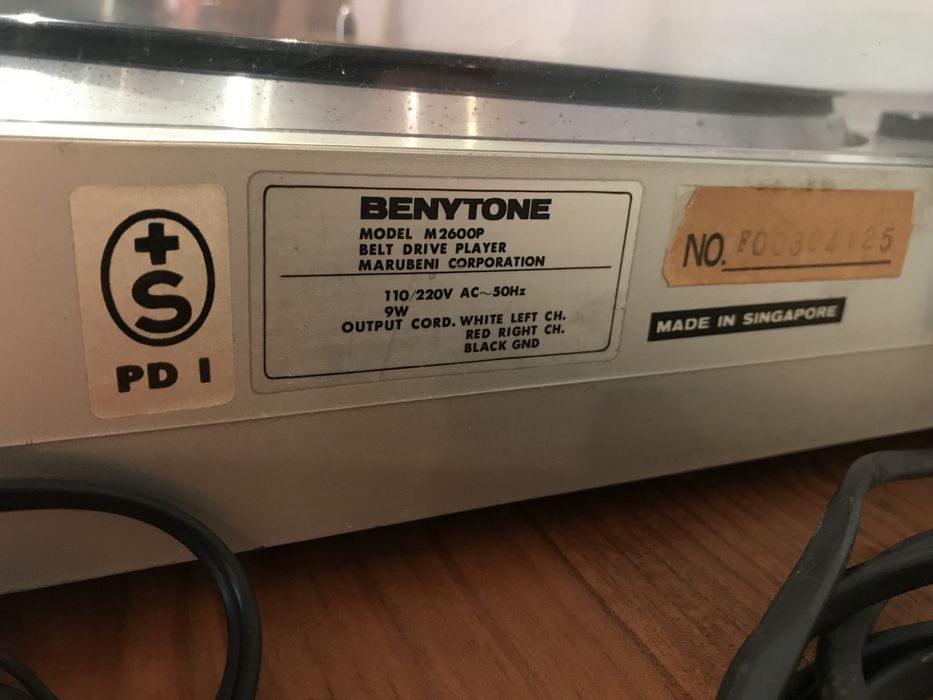 +
S
PD I
BENYTONE
MODEL M2600P
BELT DRIVE PLAYER
MARUBENI CORPORATION
110/220V AC~50Hz
9W
OUTPUT CORD. WHITE LEFT CH.
RED RIGHT CH.
BLACK GND
NO.
MADE IN SINGAPORE